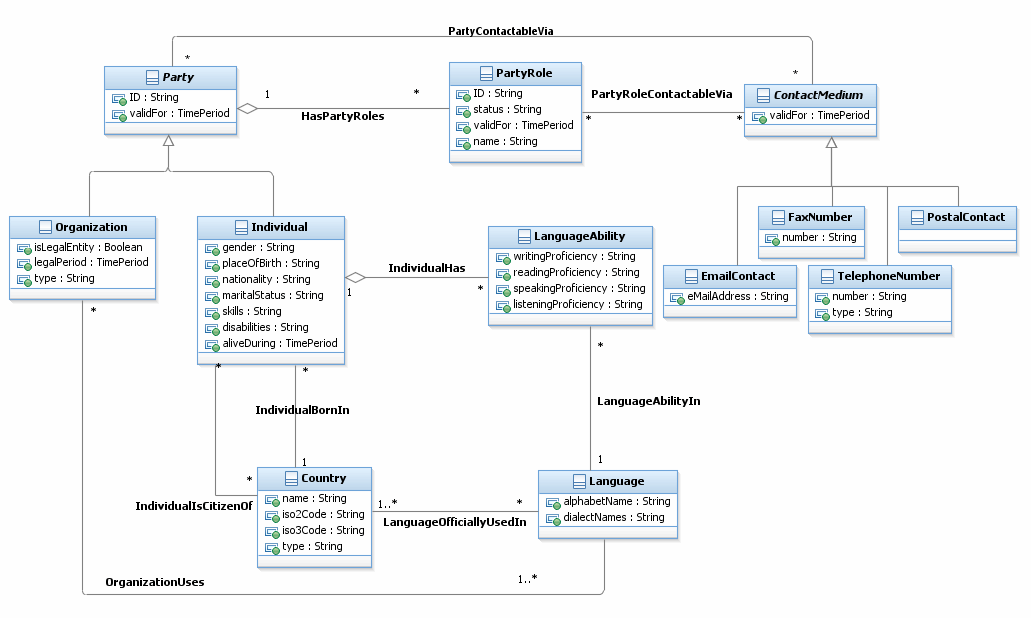 PartyContactableVia
*
*
Party
ID : String
validFor : TimePeriod
1
*
HasPartyRoles
PartyRole
ID : String
status : String
validFor : TimePeriod
name : String
PartyRoleContactableVia
*
*
ContactMedium
validFor : TimePeriod
Organization
isLegalEntity : Boolean
legalPeriod : TimePeriod
type : String
*
Individual
gender : String
placeOfBirth : String
nationality : String
maritalStatus : String
skills : String
disabilities : String
aliveDuring : TimePeriod
IndividualHas
1
*
LanguageAbility
writingProficiency : String
readingProficiency : String
speakingProficiency : String
listeningProficiency : String
FaxNumber
number : String
PostalContact
EmailContact
eMailAddress : String
TelephoneNumber
number : String
type : String
*
*
*
IndividualBornIn
LanguageAbilityIn
1
1
*
IndividualIsCitizenOf
Country
name : String
iso2Code : String
iso3Code : String
type : String
1..*
*
LanguageOfficiallyUsedIn
Language
alphabetName : String
dialectNames : String
OrganizationUses
1..*